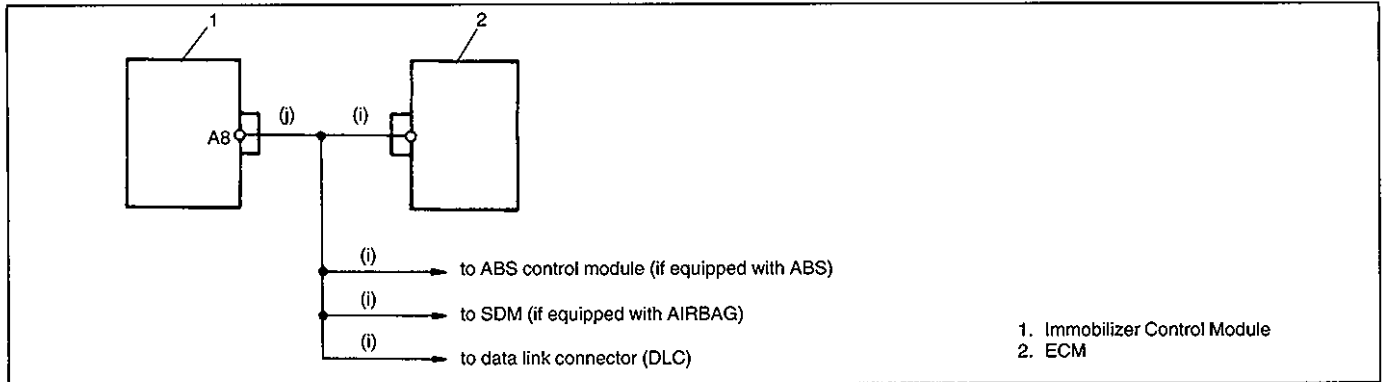 1
2
A8
(j)
(i)
(i)
to ABS control module (if equipped with ABS)
(i)
to SDM (if equipped with AIRBAG)
(i)
to data link connector (DLC)
1. Immobilizer Control Module
2. ECM